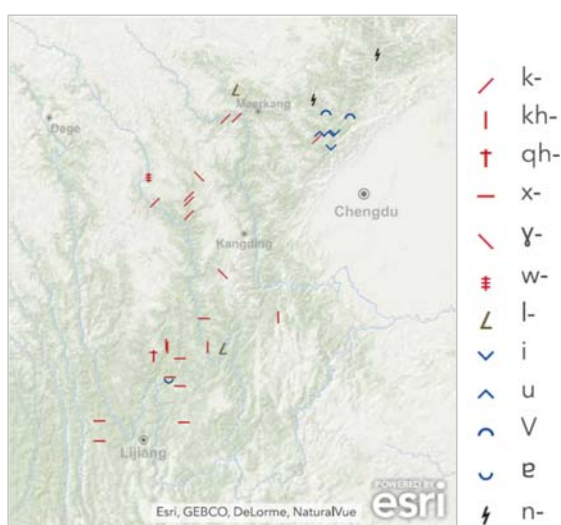 Dege
Maerkang
Chengdu
Kangding
Lijiang
POWERED BY
esri
Esri, GEBCO, DeLorme, NaturalVue
k-
kh-
qh-
x-
ɣ-
w-
l-
i
u
V
ɐ
n-